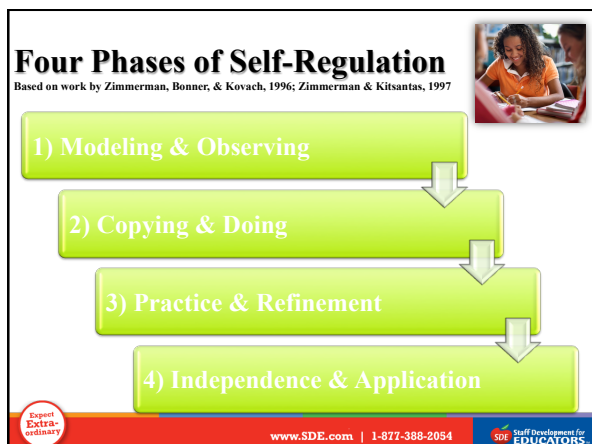 Four Phases of Self-Regulation
Based on work by Zimmerman, Bonner, & Kovach, 1996; Zimmerman & Kitsantas, 1997
1) Modeling & Observing
2) Copying & Doing
3) Practice & Refinement
4) Independence & Application
Expect
Extra-
ordinary
www.SDE.com | 1-877-388-2054
SDE Staff Development for
EDUCATORS